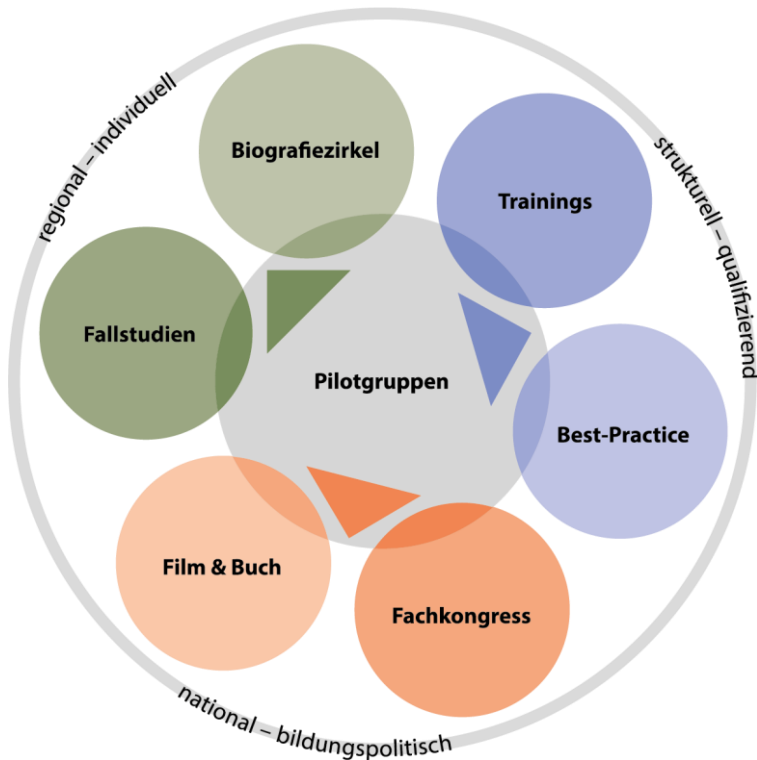 regional – individuell
Biografiezirkel
Trainings
strukturell – qualifizierend
Fallstudien
Pilotgruppen
Best-Practice
Film & Buch
Fachkongress
national – bildungspolitisch